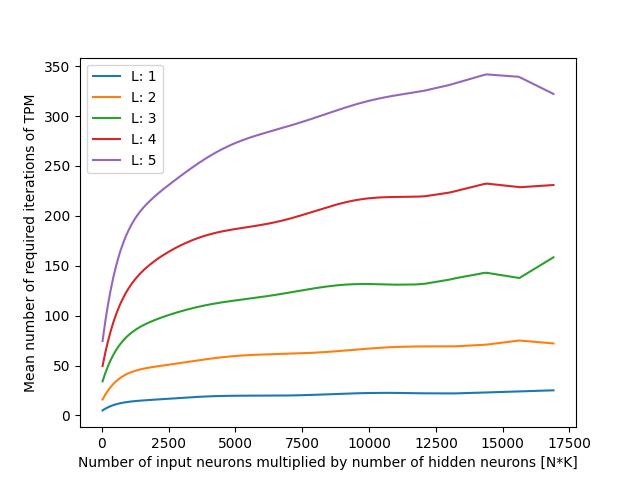 350
300
250
200
150
100
50
0
Mean number of required iterations of TPM
L: 1
L: 2
L: 3
L: 4
L: 5
0 2500 5000 7500 10000 12500 15000 17500
Number of input neurons multiplied by number of hidden neurons [N*K]